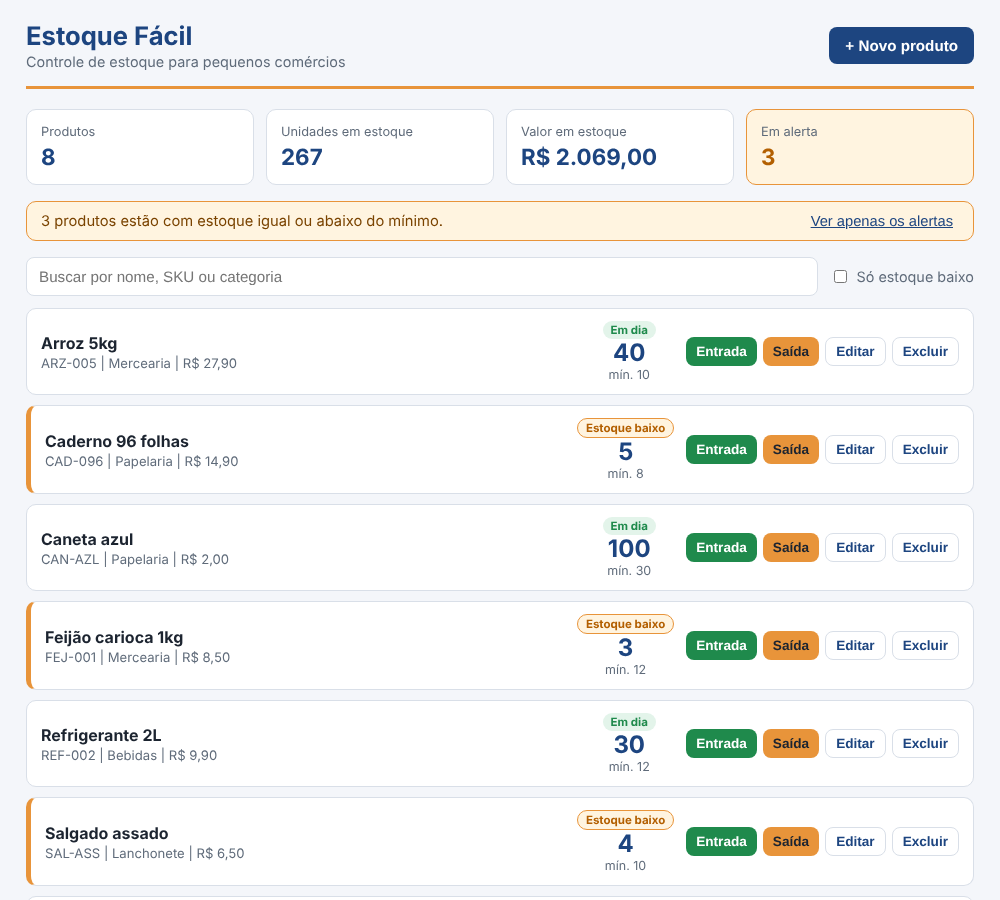 Estoque Fácil
Controle de estoque para pequenos comércios
+ Novo produto
Produtos
8
Unidades em estoque
267
Valor em estoque
R$ 2.069,00
Em alerta
3
3 produtos estão com estoque igual ou abaixo do mínimo.
Ver apenas os alertas
Buscar por nome, SKU ou categoria
Só estoque baixo
Arroz 5kg
ARZ-005 | Mercearia | R$ 27,90
Em dia
40
mín. 10
Entrada Saída Editar Excluir
Caderno 96 folhas
CAD-096 | Papelaria | R$ 14,90
Estoque baixo
5
mín. 8
Entrada Saída Editar Excluir
Caneta azul
CAN-AZL | Papelaria | R$ 2,00
Em dia
100
mín. 30
Entrada Saída Editar Excluir
Feijão carioca 1kg
FEJ-001 | Mercearia | R$ 8,50
Estoque baixo
3
mín. 12
Entrada Saída Editar Excluir
Refrigerante 2L
REF-002 | Bebidas | R$ 9,90
Em dia
30
mín. 12
Entrada Saída Editar Excluir
Salgado assado
SAL-ASS | Lanchonete | R$ 6,50
Estoque baixo
4
mín. 10
Entrada Saída Editar Excluir